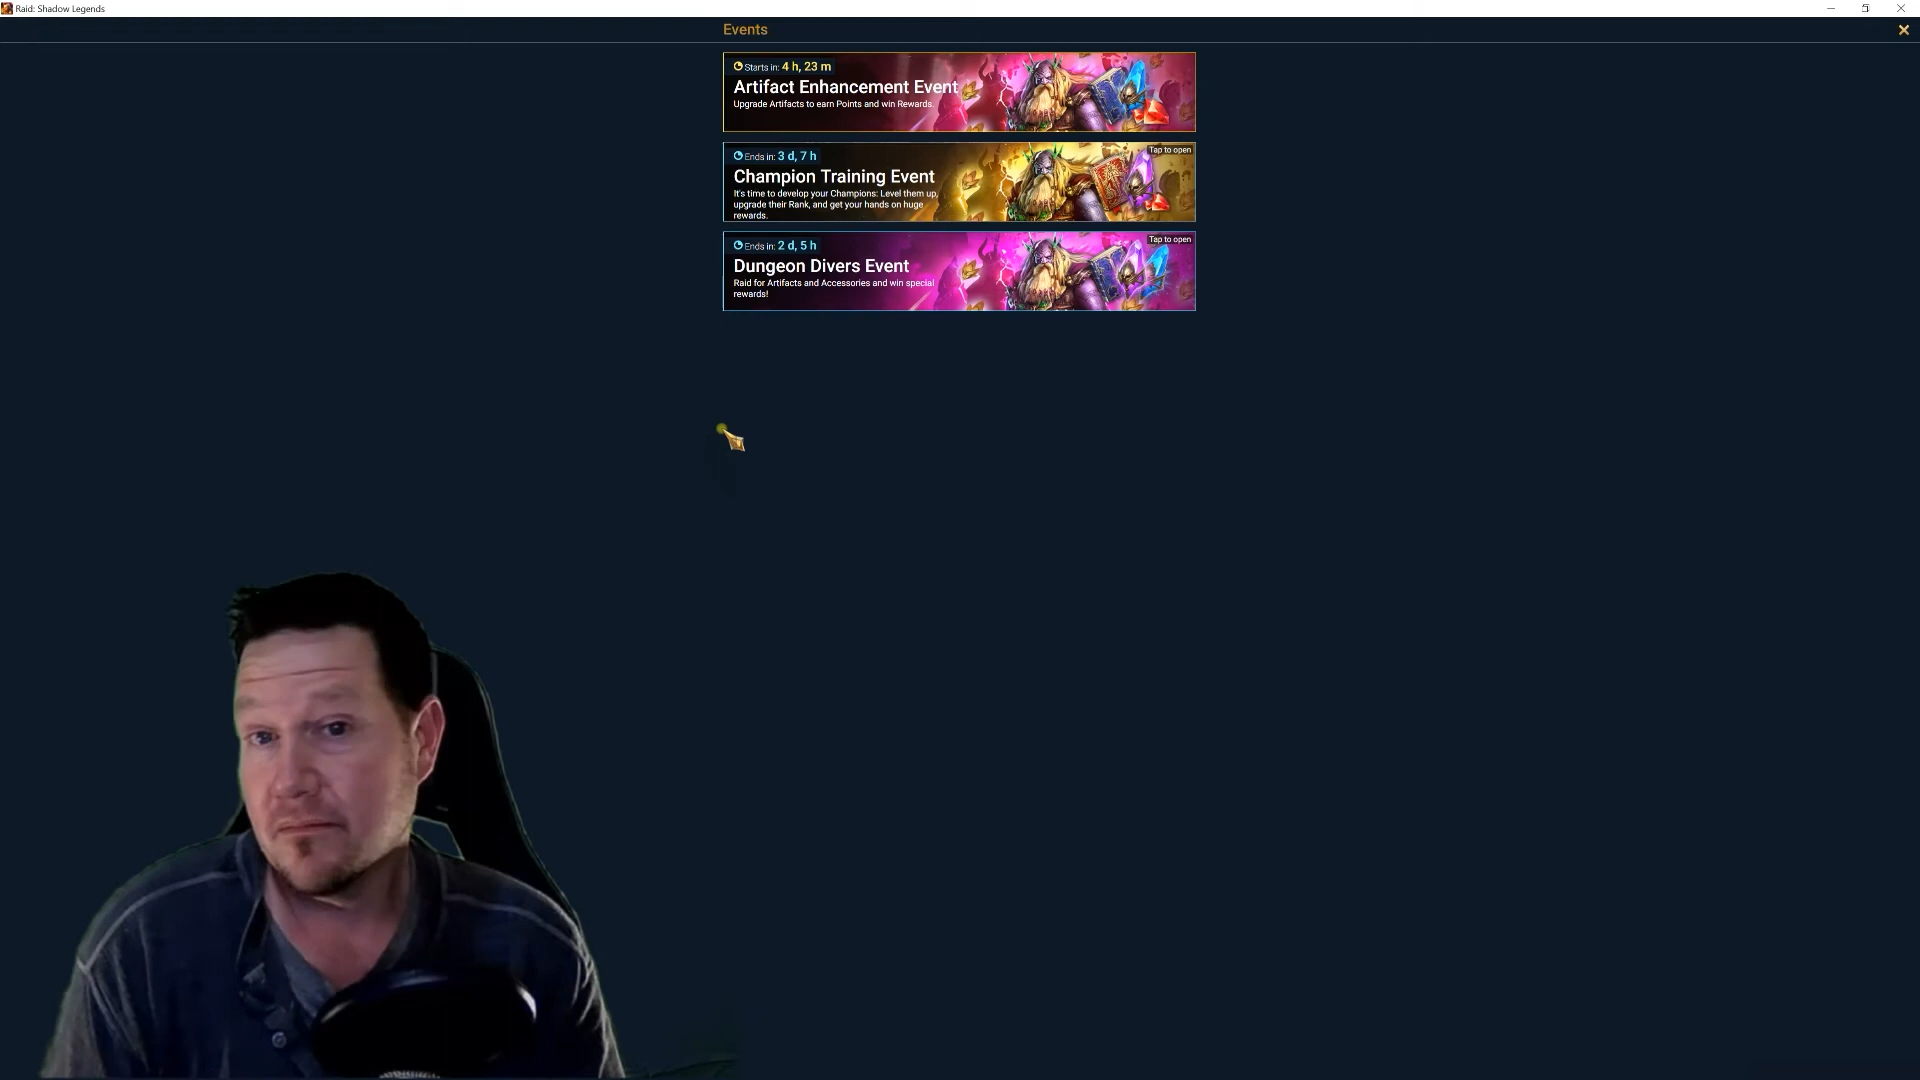 Raid: Shadow Legends
Events
Starts in: 4 h, 23 m
Artifact Enhancement Event
Upgrade Artifacts to earn Points and win Rewards.
Ends in: 3 d, 7 h
Tap to open
Champion Training Event
It's time to develop your Champions: Level them up,
upgrade their Rank, and get your hands on huge
rewards.
Ends in: 2 d, 5 h
Tap to open
Dungeon Divers Event
Raid for Artifacts and Accessories and win special
rewards!